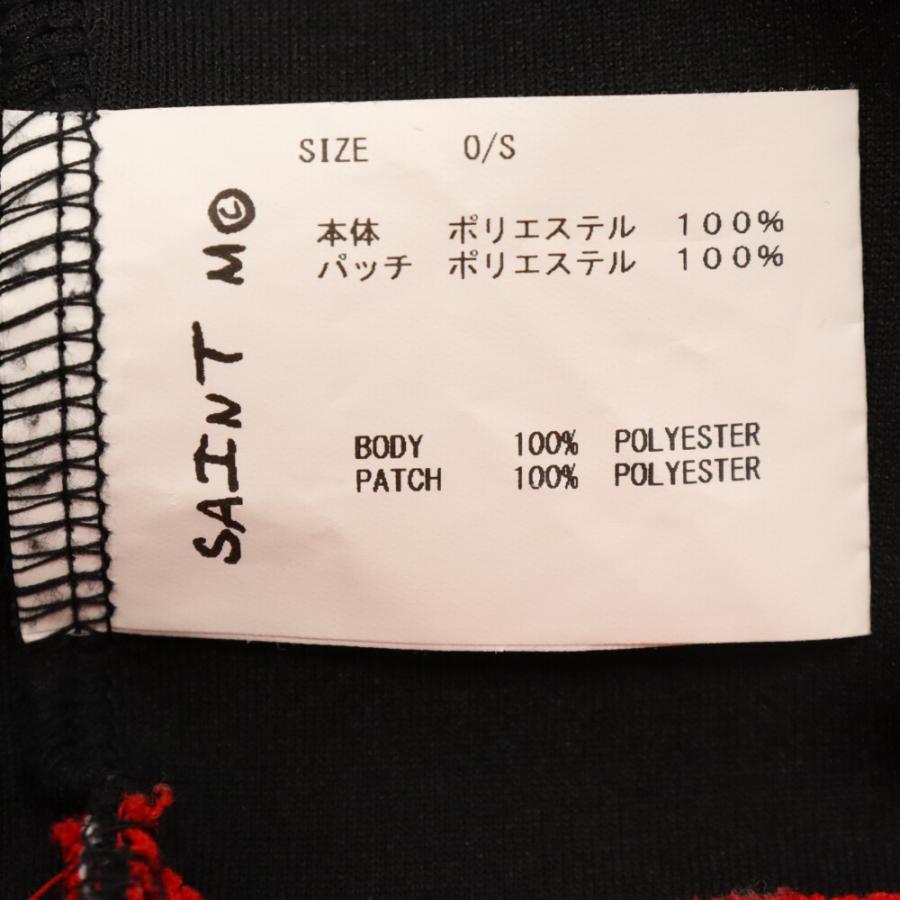 SIZE O/S
本体 ポリエステル 100%
パッチ ポリエステル 100%
SAINT M©
BODY 100% POLYESTER
PATCH 100% POLYESTER